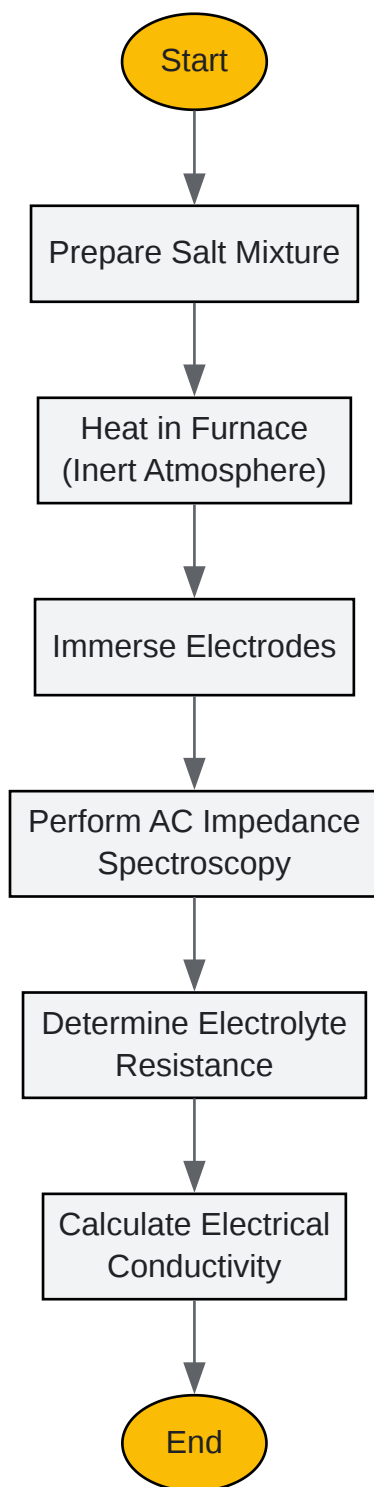 Start
Prepare Salt Mixture
Heat in Furnace
(Inert Atmosphere)
Immerse Electrodes
Perform AC Impedance
Spectroscopy
Determine Electrolyte
Resistance
Calculate Electrical
Conductivity
End